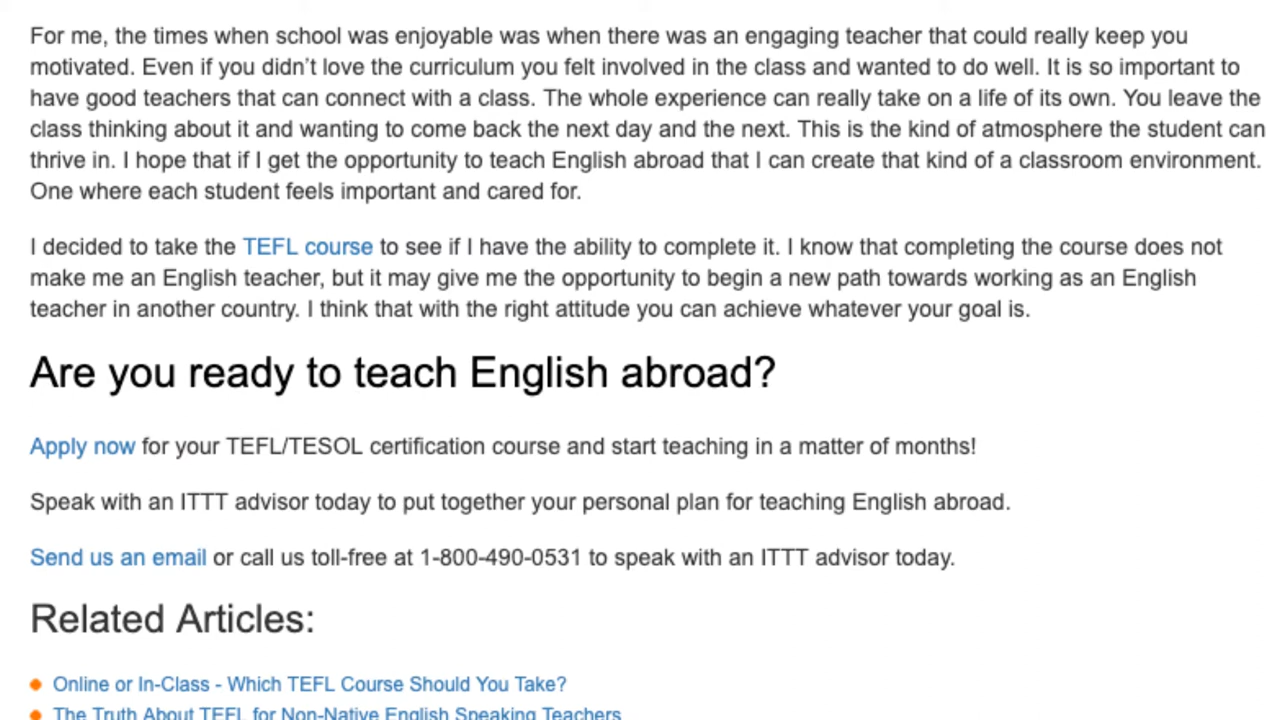 For me, the times when school was enjoyable was when there was an engaging teacher that could really keep you
motivated. Even if you didn’t love the curriculum you felt involved in the class and wanted to do well. It is so important to
have good teachers that can connect with a class. The whole experience can really take on a life of its own. You leave the
class thinking about it and wanting to come back the next day and the next. This is the kind of atmosphere the student can
thrive in. I hope that if I get the opportunity to teach English abroad that I can create that kind of a classroom environment.
One where each student feels important and cared for.
I decided to take the TEFL course to see if I have the ability to complete it. I know that completing the course does not
make me an English teacher, but it may give me the opportunity to begin a new path towards working as an English
teacher in another country. I think that with the right attitude you can achieve whatever your goal is.
Are you ready to teach English abroad?
Apply now for your TEFL/TESOL certification course and start teaching in a matter of months!
Speak with an ITTT advisor today to put together your personal plan for teaching English abroad.
Send us an email or call us toll-free at 1-800-490-0531 to speak with an ITTT advisor today.
Related Articles:
Online or In-Class - Which TEFL Course Should You Take?
The Truth About TEFL for Non-Native English Speaking Teachers